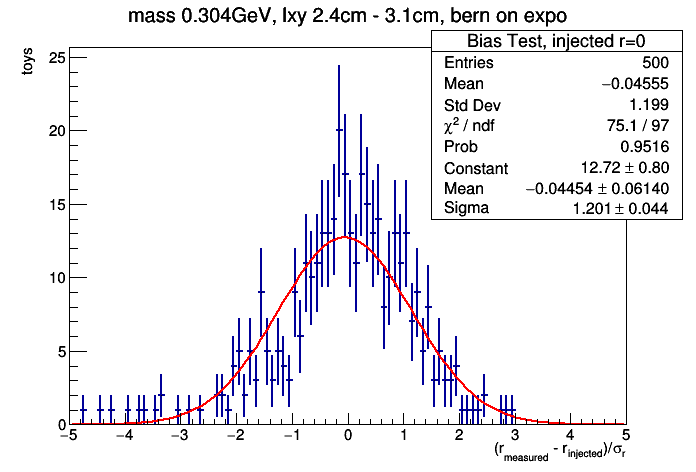 mass 0.304GeV, lxy 2.4cm - 3.1cm, bern on expo
Bias Test, injected r=0
Entries 500
Mean −0.04555
Std Dev 1.199
χ² / ndf 75.1 / 97
Prob 0.9516
Constant 12.72 ± 0.80
Mean −0.04454 ± 0.06140
Sigma 1.201 ± 0.044
toys
25
20
15
10
5
0
−5 −4 −3 −2 −1 0 1 2 3 4 5
(r_measured - r_injected)/σ_r